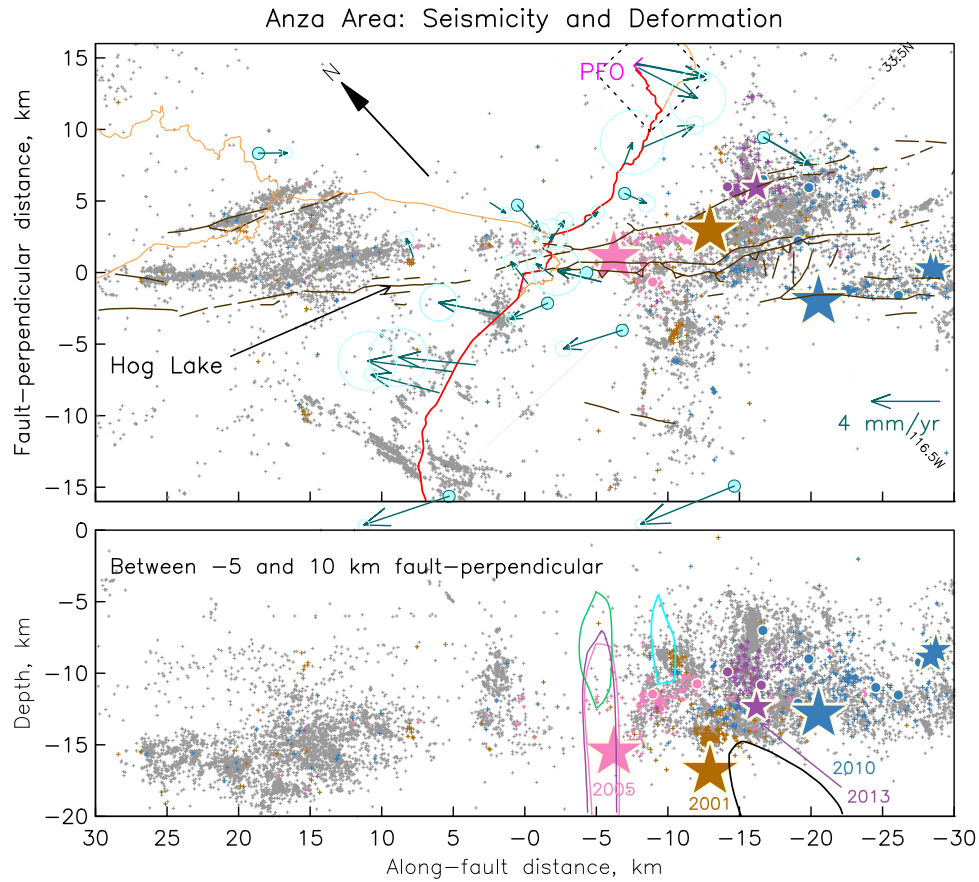 Anza Area: Seismicity and Deformation
Fault-perpendicular distance, km
15
10
5
0
-5
-10
-15
N
PFO
33.5N
Hog Lake
4 mm/yr
116.5W
Depth, km
0
-5
-10
-15
-20
Between -5 and 10 km fault-perpendicular
2005
2001
2010
2013
30 25 20 15 10 5 -0 -5 -10 -15 -20 -25 -30
Along-fault distance, km